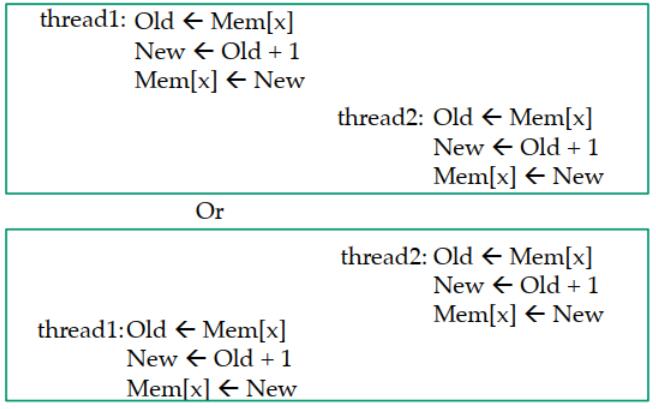 thread1: Old ← Mem[x]
New ← Old + 1
Mem[x] ← New
thread2: Old ← Mem[x]
New ← Old + 1
Mem[x] ← New
Or
thread2: Old ← Mem[x]
New ← Old + 1
Mem[x] ← New
thread1:Old ← Mem[x]
New ← Old + 1
Mem[x] ← New